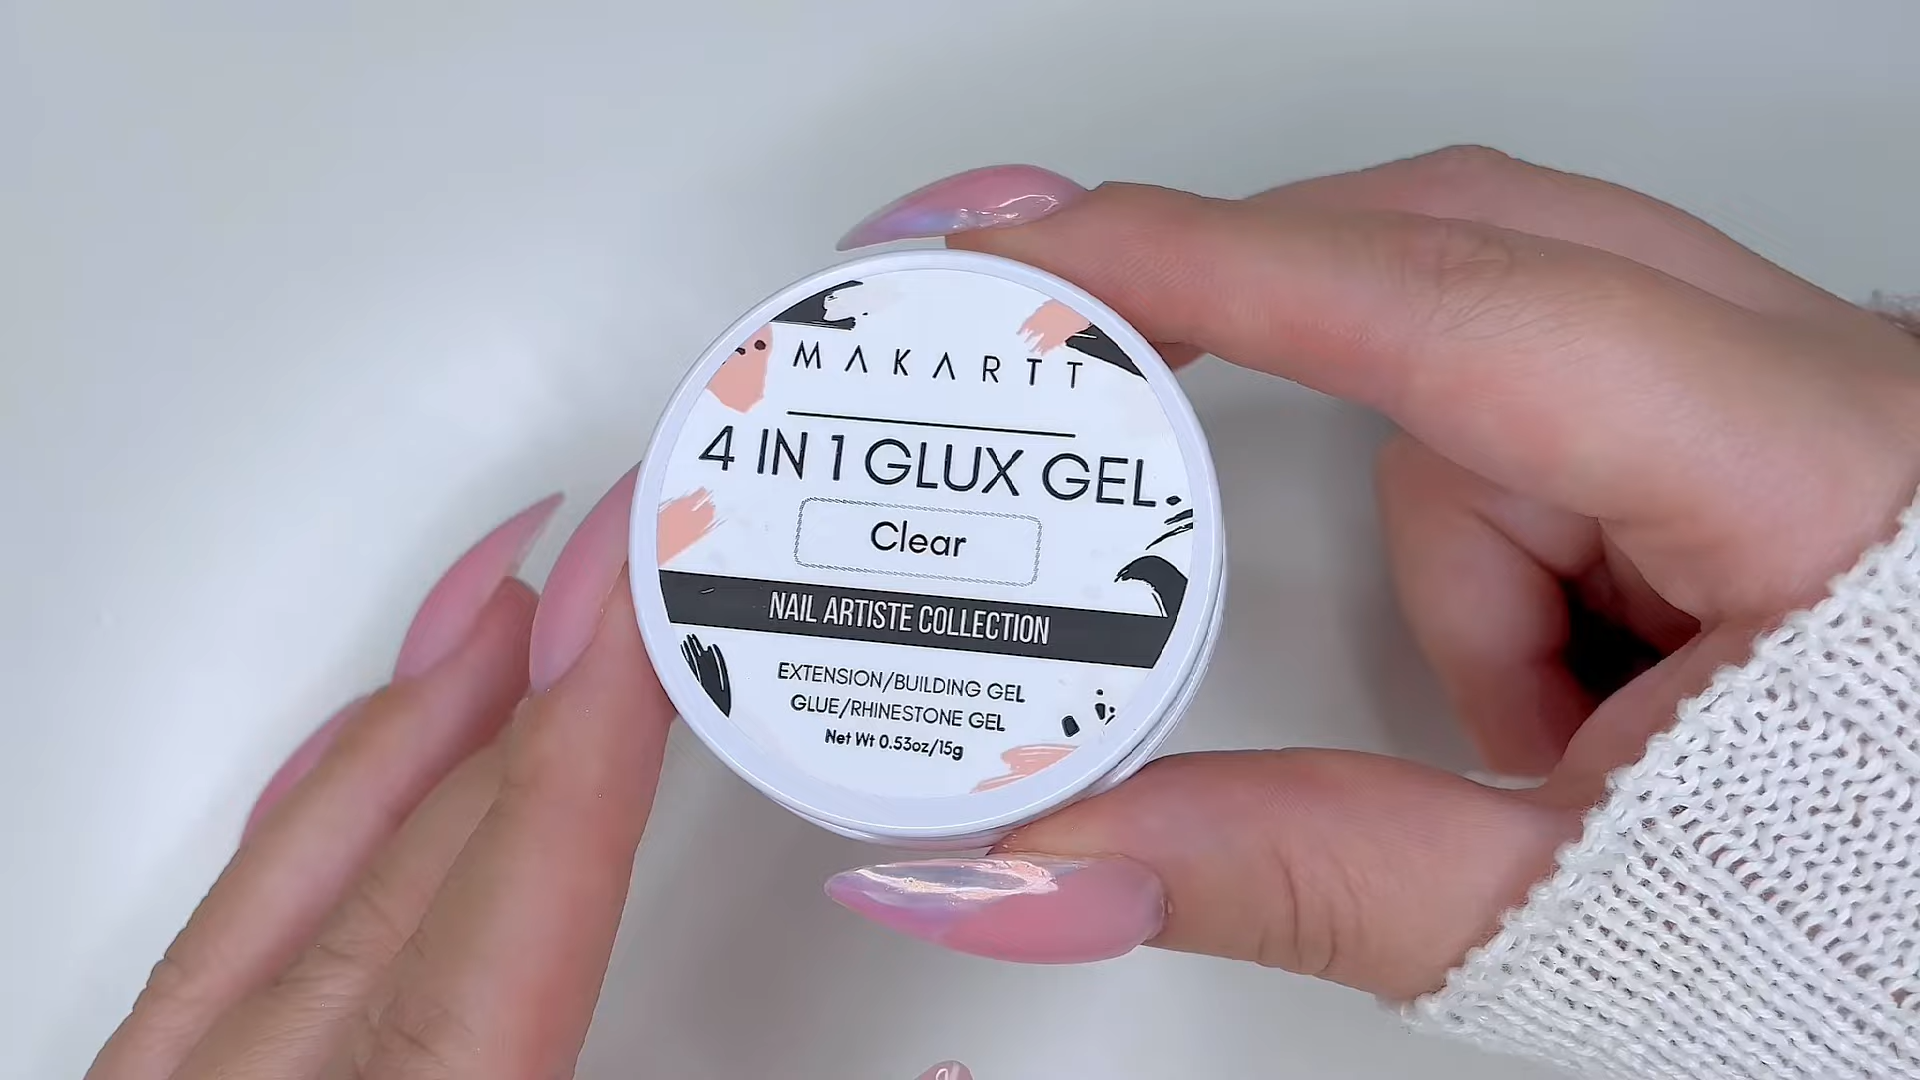 MAKARTT
4 IN 1 GLUX GEL
Clear
NAIL ARTISTE COLLECTION
EXTENSION/BUILDING GEL
GLUE/RHINESTONE GEL
Net Wt 0.53oz/15g